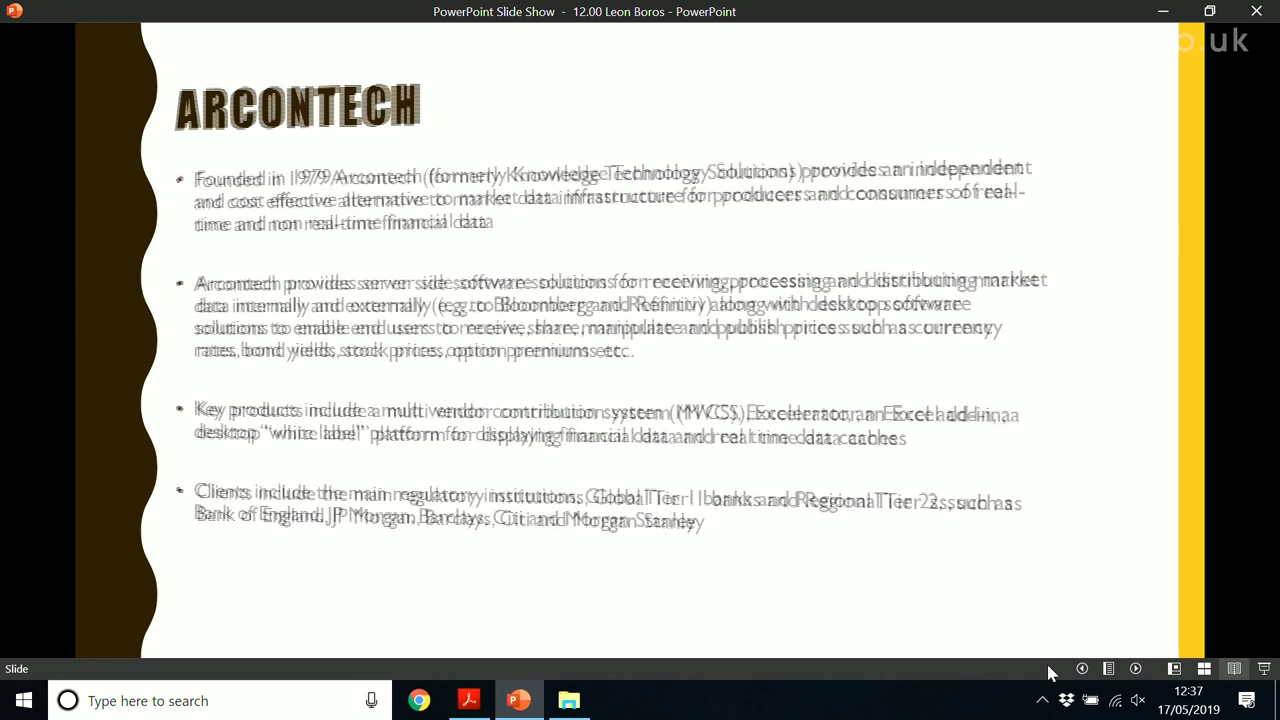 PowerPoint Slide Show - 12.00 Leon Boros - PowerPoint
o.uk
ARCONTECH
• Founded in 1979 Arcontech (formerly Knowledge Technology Solutions) provides an independent
and cost effective alternative to market data infrastructure for producers and consumers of real-
time and non real-time financial data
• Arcontech provides server side software solutions for receiving, processing and distributing market
data internally and externally (e.g. to Bloomberg and Refinitiv) along with desktop software
solutions to enable end users to receive, share, manipulate and publish prices such as currency
rates, bond yields, stock prices, option premiums etc.
• Key products include a multi vendor contribution system (MVCS), Excelerator, an Excel add-in, a
desktop "white label" platform for displaying financial data and real time data caches
• Clients include the main regulatory institutions, Global Tier 1 banks and Regional Tier 2s, such as
Bank of England, JP Morgan, Barclays, Citi and Morgan Stanley
Slide
Type here to search
12:37
17/05/2019